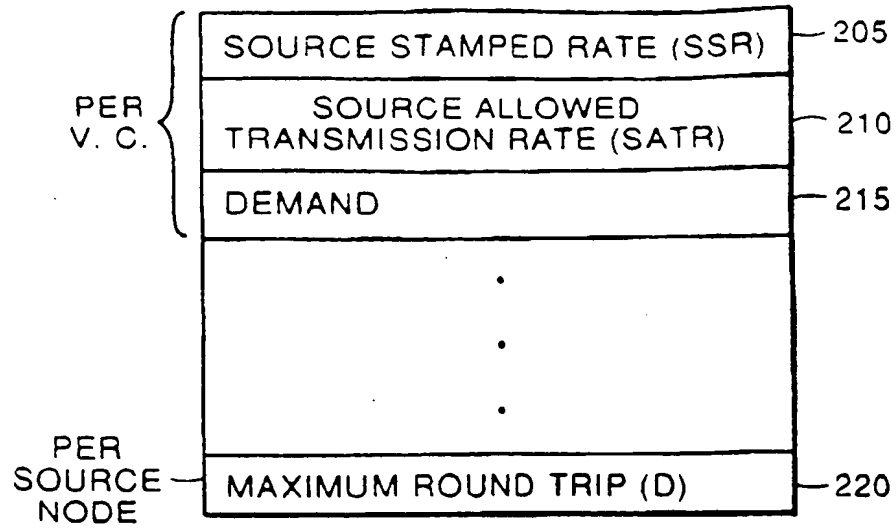 SOURCE STAMPED RATE (SSR)
205
PER
V. C.
SOURCE ALLOWED
TRANSMISSION RATE (SATR)
210
DEMAND
215
PER
SOURCE
NODE
MAXIMUM ROUND TRIP (D)
220